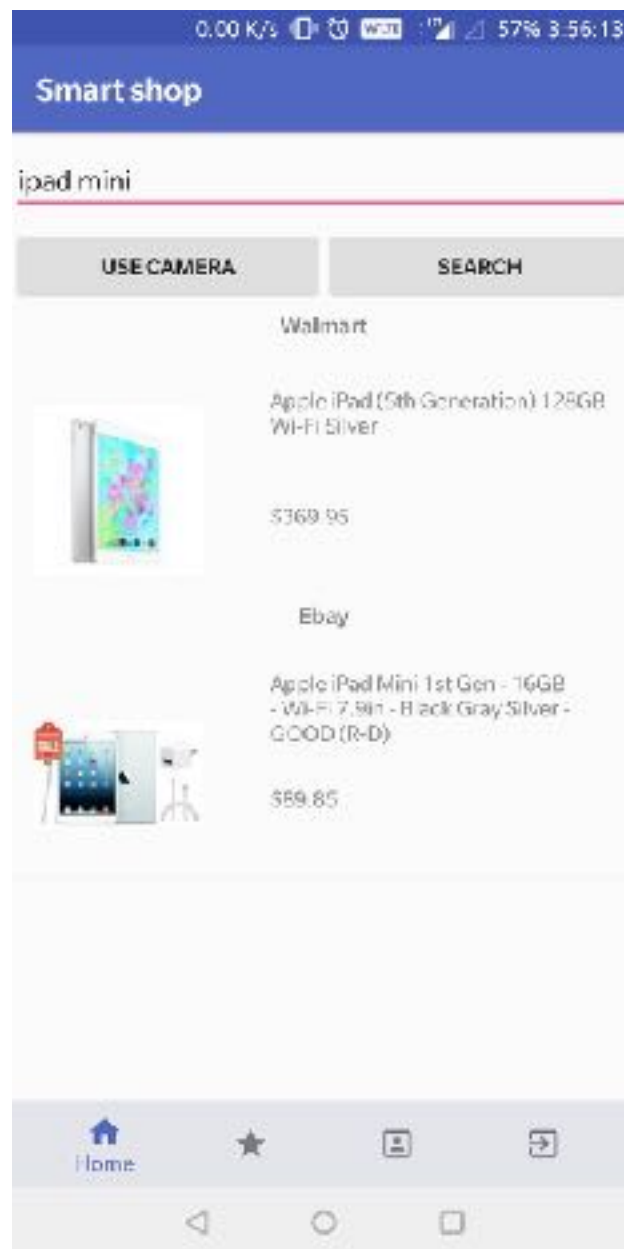 0.00 K/s 57% 3:56:13
Smart shop
ipad mini
USE CAMERA SEARCH
Walmart
Apple iPad (5th Generation) 128GB
Wi-Fi Silver
$369.95
Ebay
Apple iPad Mini 1st Gen - 16GB
- Wi-Fi 7.9in - Black Gray Silver -
GOOD (R-D)
$89.85
Home